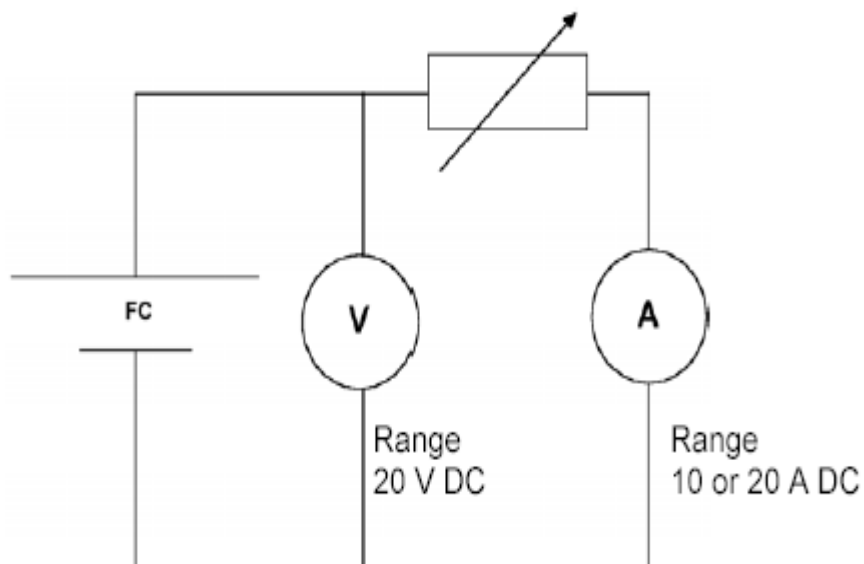 FC
V
A
Range
20 V DC
Range
10 or 20 A DC